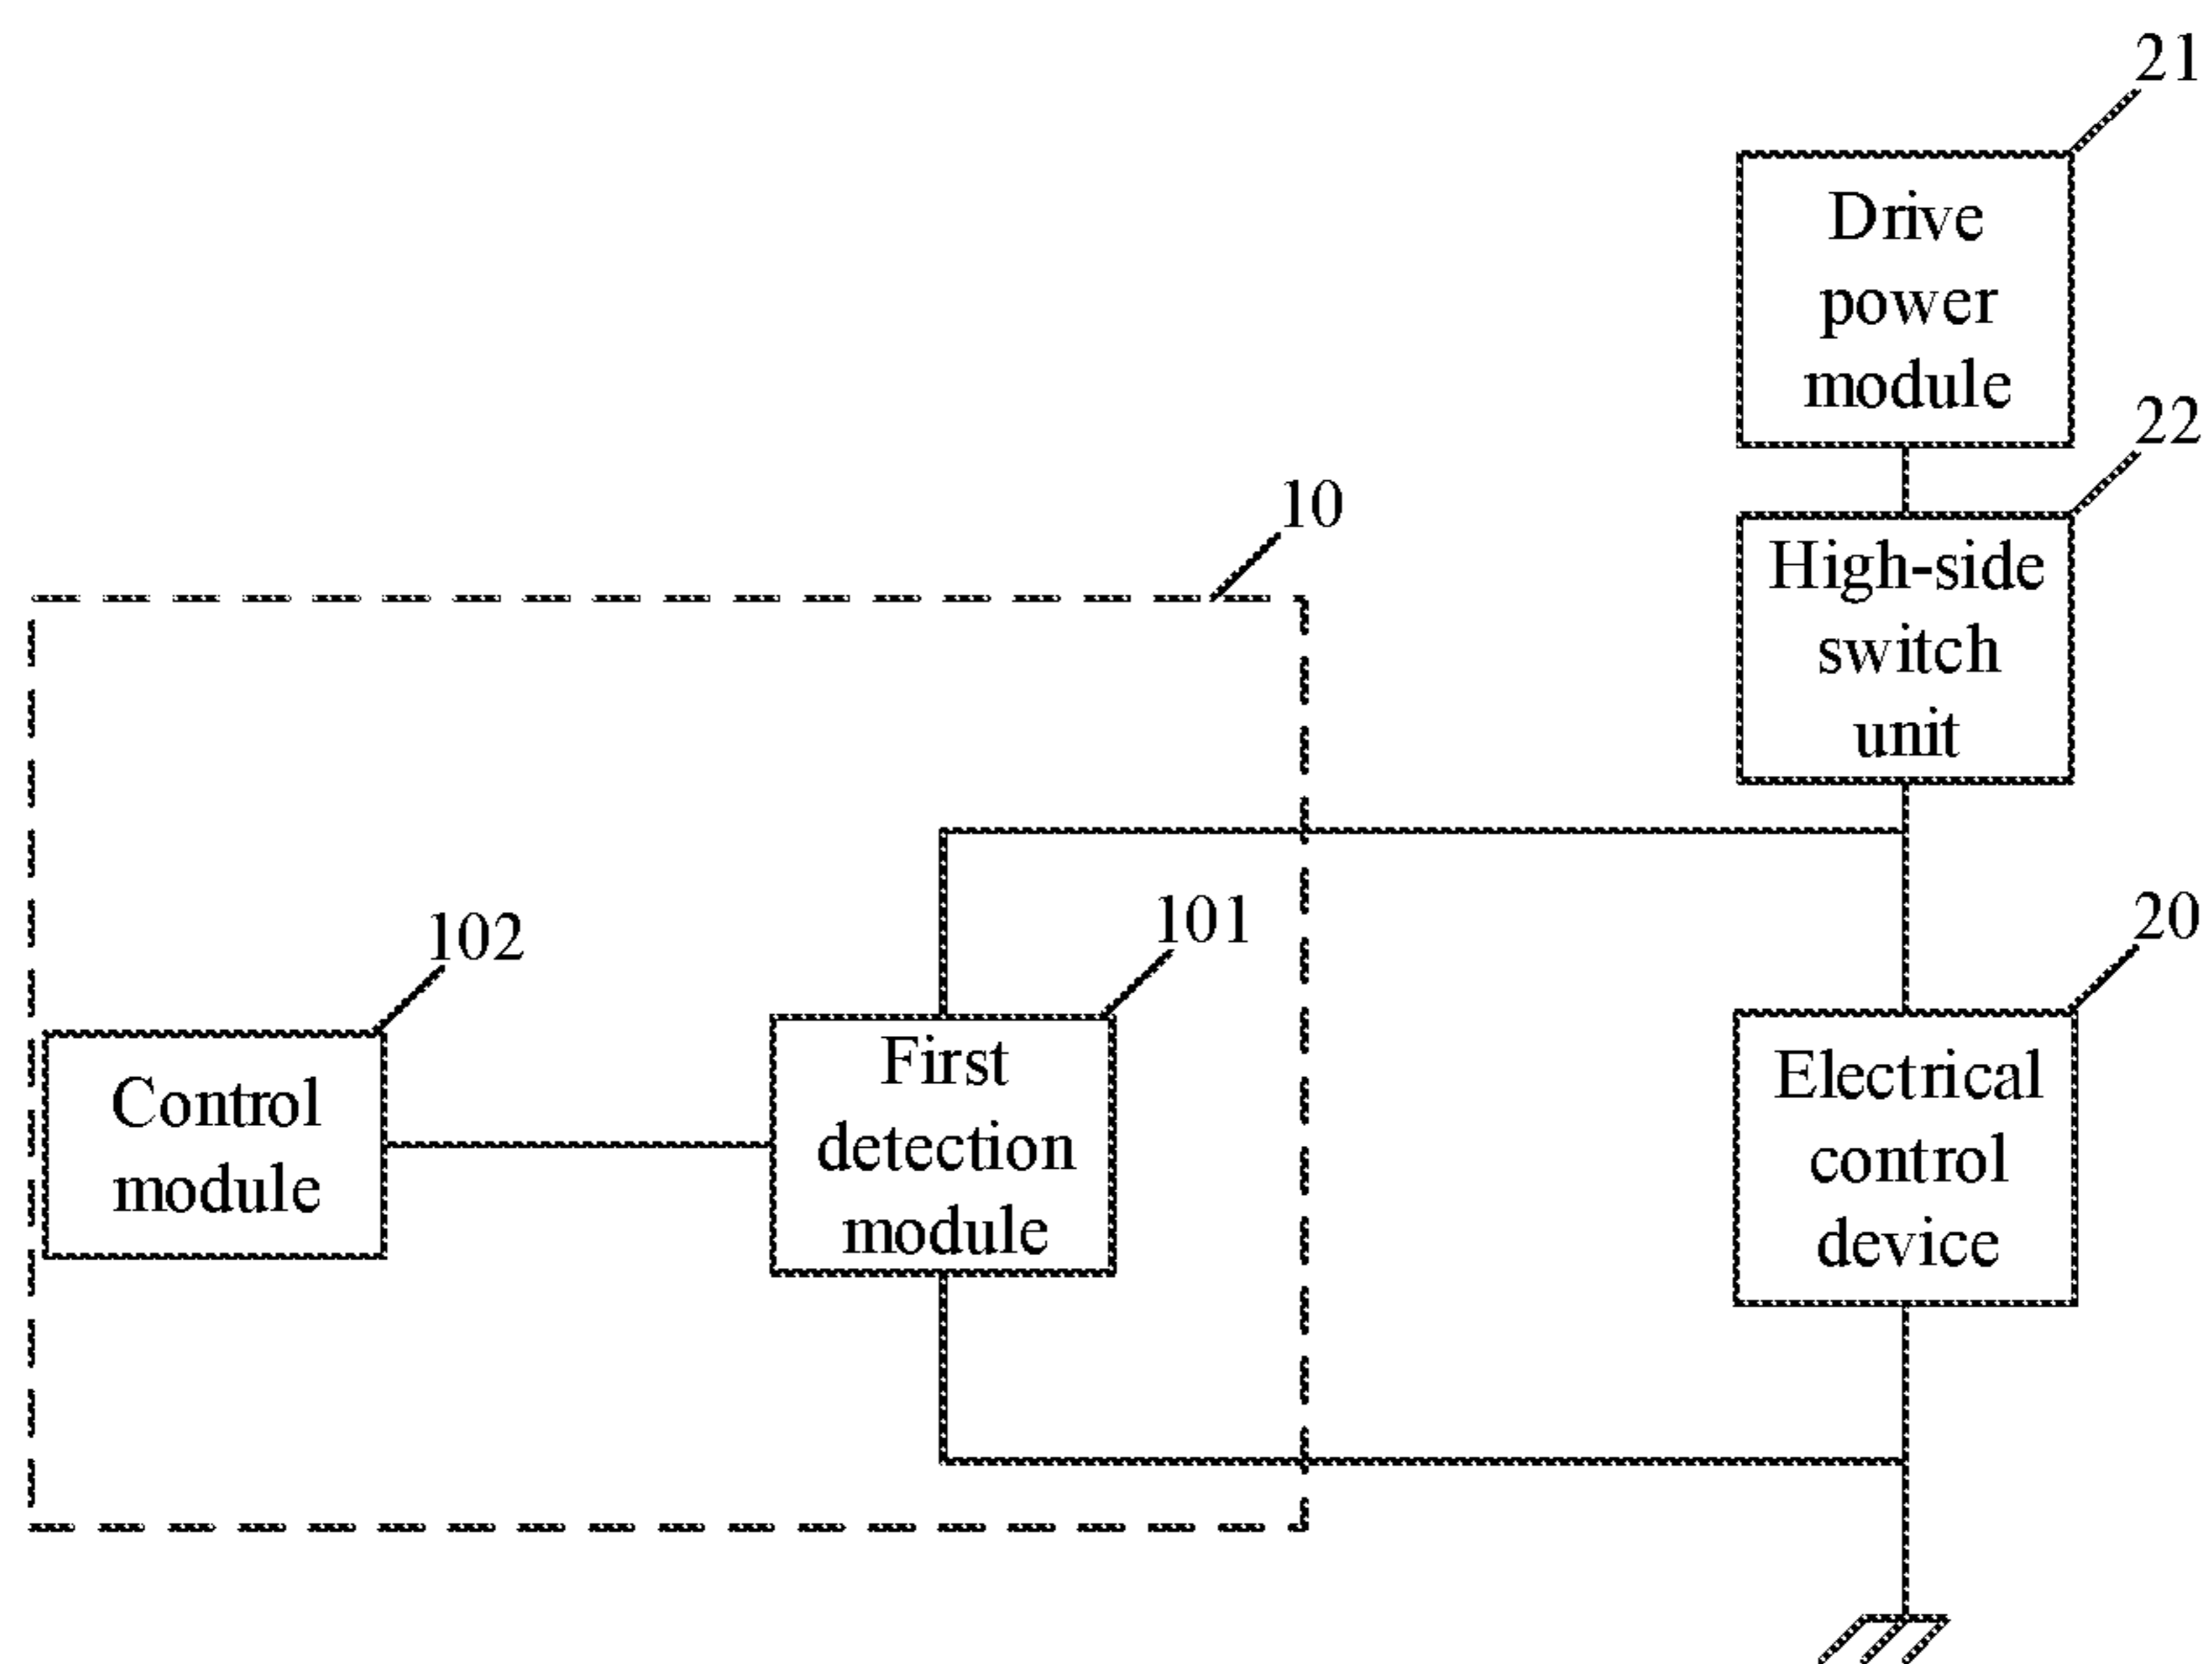 21
Drive
power
module
22
High-side
switch
unit
10
102
Control
module
101
First
detection
module
20
Electrical
control
device